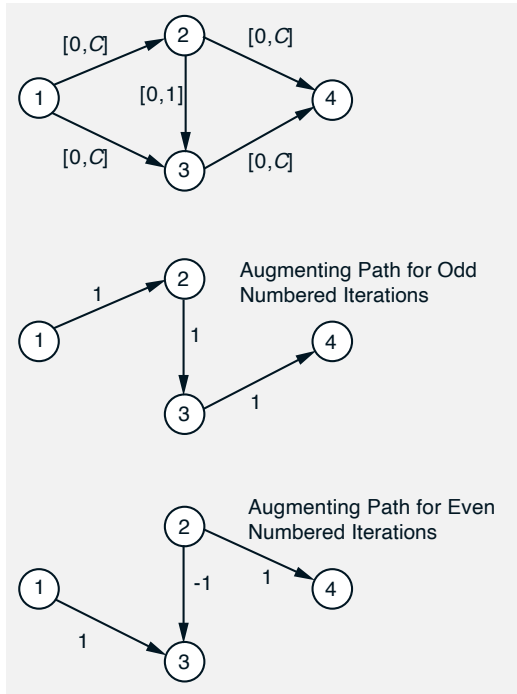 2
[0,C]
[0,C]
1
[0,1]
4
[0,C]
3
[0,C]
2
Augmenting Path for Odd
Numbered Iterations
1
1
1
4
3
1
2
Augmenting Path for Even
Numbered Iterations
1
-1
1
4
1
3